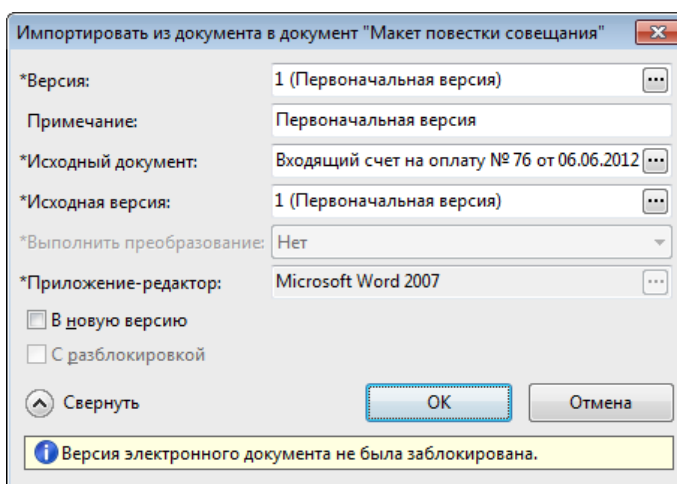 Импортировать из документа в документ "Макет повестки совещания"
*Версия: 1 (Первоначальная версия)
Примечание: Первоначальная версия
*Исходный документ: Входящий счет на оплату № 76 от 06.06.2012
*Исходная версия: 1 (Первоначальная версия)
*Выполнить преобразование: Нет
*Приложение-редактор: Microsoft Word 2007
В новую версию
С разблокировкой
Свернуть ОК Отмена
Версия электронного документа не была заблокирована.